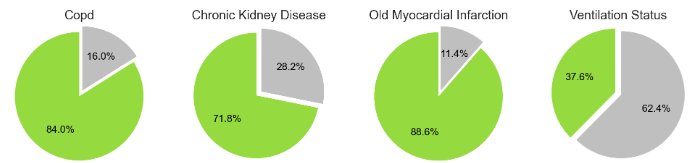 Copd
16.0%
84.0%
Chronic Kidney Disease
28.2%
71.8%
Old Myocardial Infarction
11.4%
88.6%
Ventilation Status
37.6%
62.4%